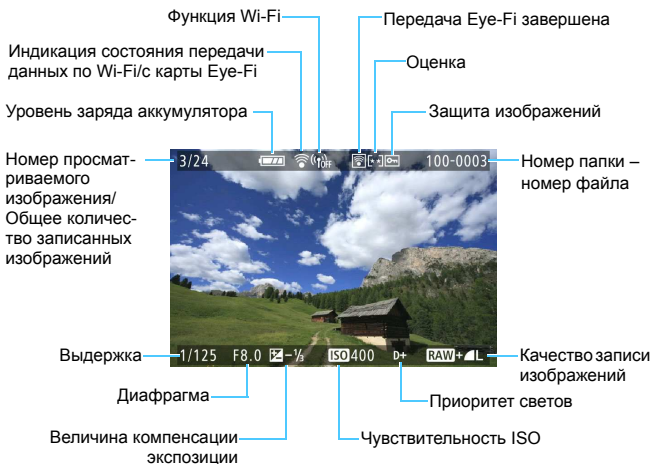 Функция Wi-Fi
Передача Eye-Fi завершена
Индикация состояния передачи
данных по Wi-Fi/с карты Eye-Fi
Оценка
Уровень заряда аккумулятора
Защита изображений
Номер просмат-
риваемого
изображения/
Общее количес-
тво записанных
изображений
3/24 OFF 100-0003
Номер папки –
номер файла
1/125 F8.0 -⅓ ISO 400 D+ RAW+L
Выдержка
Качество записи
изображений
Диафрагма
Приоритет светов
Величина компенсации
экспозиции
Чувствительность ISO